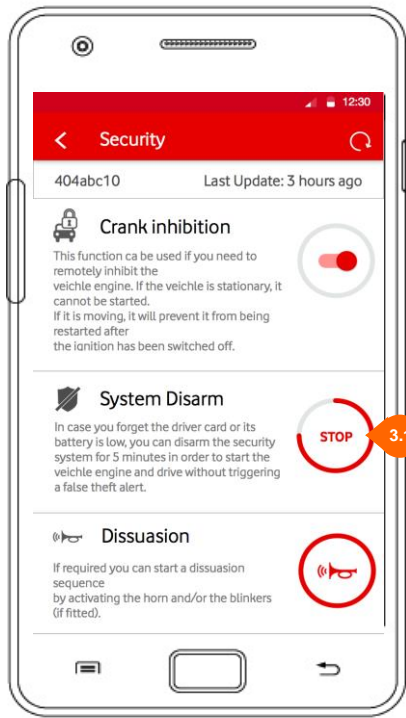 12:30
Security
404abc10 Last Update: 3 hours ago
Crank inhibition
This function ca be used if you need to
remotely inhibit the
veichle engine. If the veichle is stationary, it
cannot be started.
If it is moving, it will prevent it from being
restarted after
the ignition has been switched off.
System Disarm
In case you forget the driver card or its
battery is low, you can disarm the security
system for 5 minutes in order to start the
veichle engine and drive without triggering
a false theft alert.
STOP
3.
Dissuasion
If required you can start a dissuasion
sequence
by activating the horn and/or the blinkers
(if fitted).